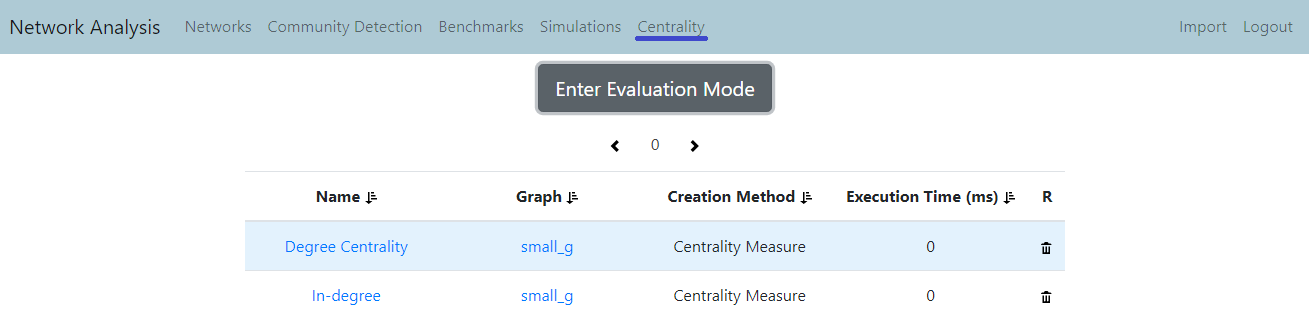 Network Analysis Networks Community Detection Benchmarks Simulations Centrality Import Logout
Enter Evaluation Mode
0
Name Graph Creation Method Execution Time (ms) R
Degree Centrality small_g Centrality Measure 0
In-degree small_g Centrality Measure 0